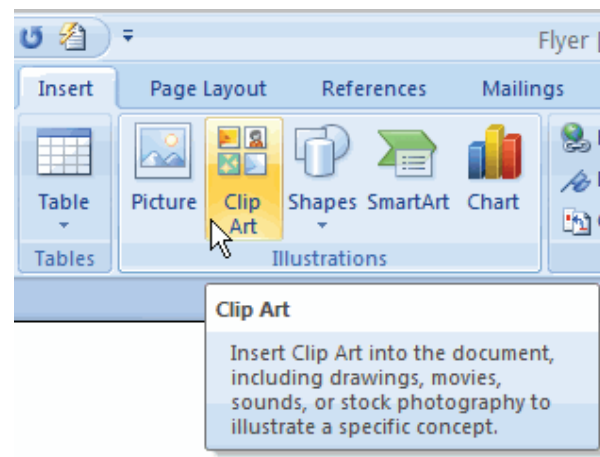 Flyer
Insert Page Layout References Mailings
Table Picture Clip Art Shapes SmartArt Chart
Tables Illustrations
Clip Art
Insert Clip Art into the document,
including drawings, movies,
sounds, or stock photography to
illustrate a specific concept.